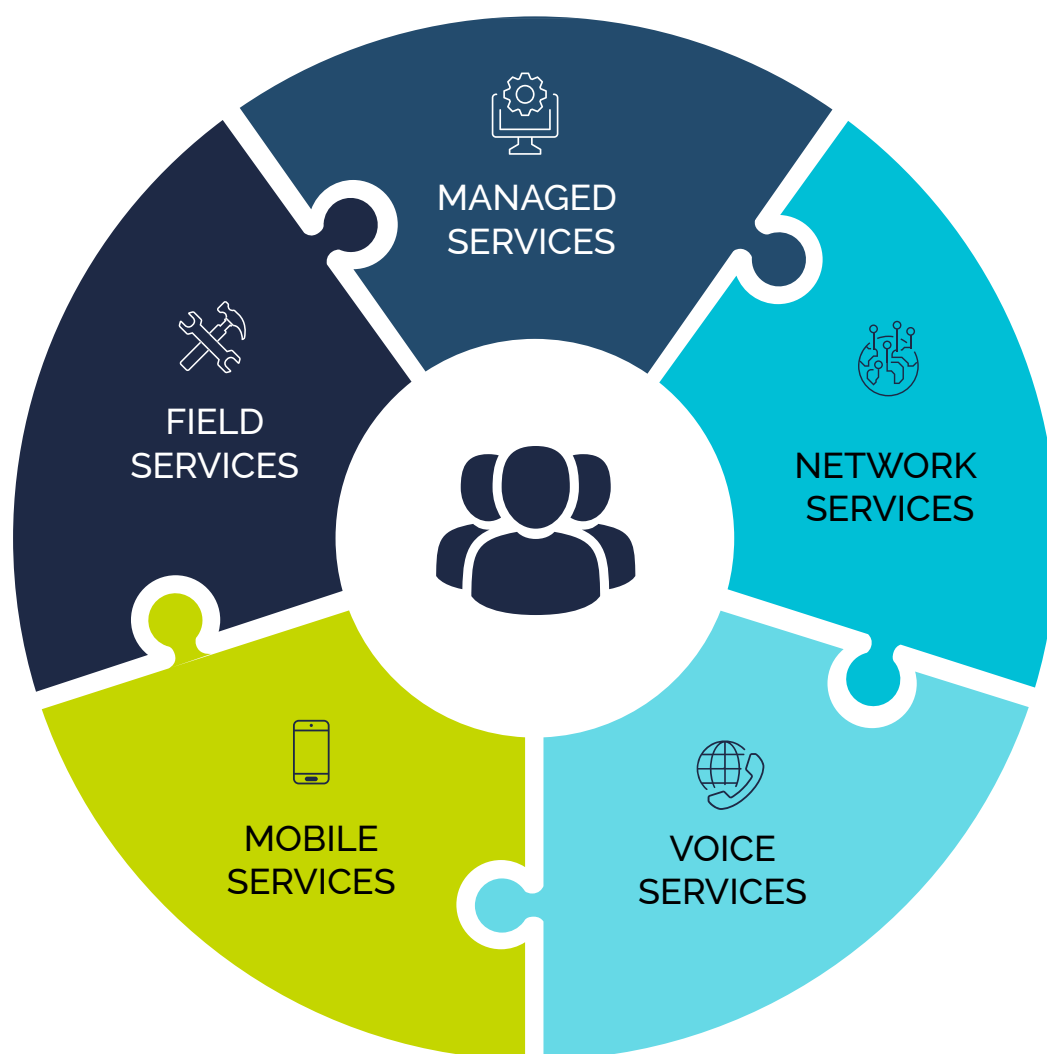 MANAGED
SERVICES
NETWORK
SERVICES
VOICE
SERVICES
MOBILE
SERVICES
FIELD
SERVICES